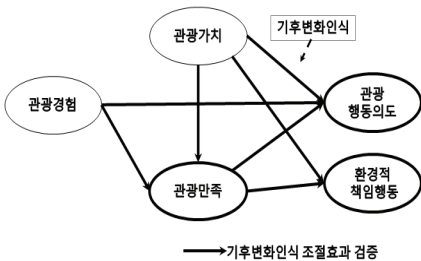 관광가치
기후변화인식
관광경험
관광
행동의도
관광만족
환경적
책임행동
기후변화인식 조절효과 검증